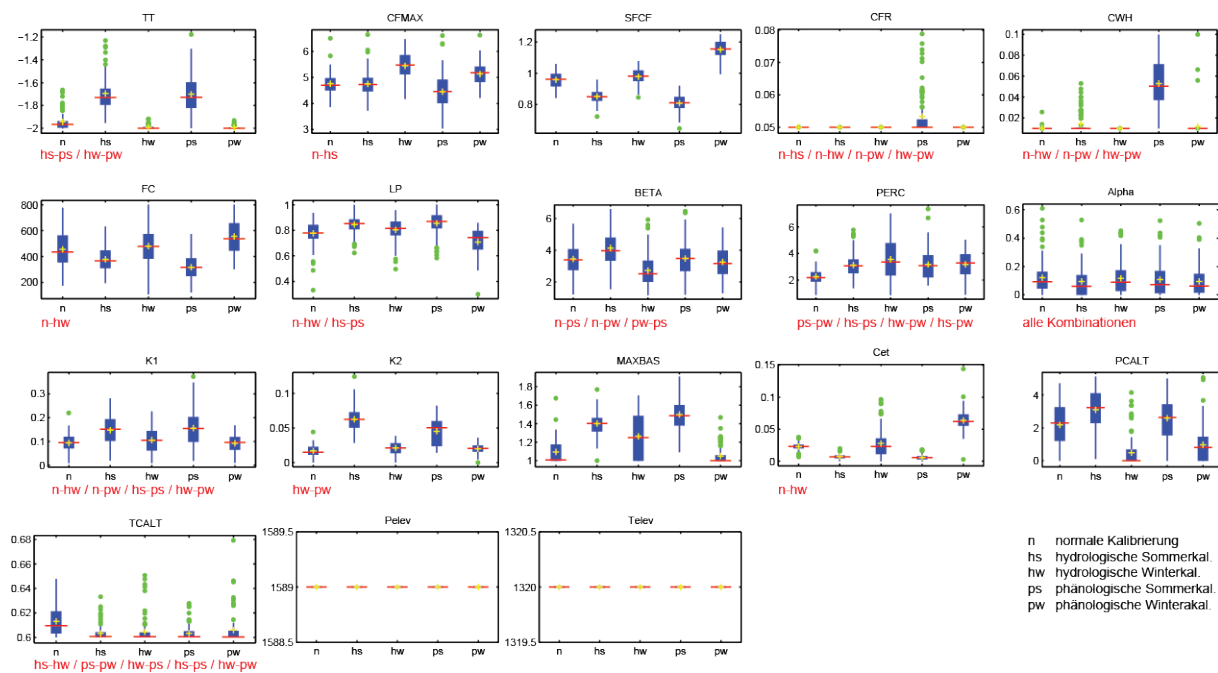 TT
−1.2
−1.4
−1.6
−1.8
−2
n hs hw ps pw
hs-ps / hw-pw
CFMAX
6
5
4
3
n hs hw ps pw
n-hs
SFCF
1.2
1
0.8
n hs hw ps pw
CFR
0.08
0.07
0.06
0.05
n hs hw ps pw
n-hs / n-hw / n-pw / hw-pw
CWH
0.1
0.08
0.06
0.04
0.02
n hs hw ps pw
n-hw / n-pw / hw-pw
FC
800
600
400
200
n hs hw ps pw
n-hw
LP
1
0.8
0.6
0.4
n hs hw ps pw
n-hw / hs-ps
BETA
6
4
2
n hs hw ps pw
n-ps / n-pw / pw-ps
PERC
6
4
2
n hs hw ps pw
ps-pw / hs-ps / hw-pw / hs-pw
Alpha
0.6
0.4
0.2
0
n hs hw ps pw
alle Kombinationen
K1
0.3
0.2
0.1
0
n hs hw ps pw
n-hw / n-pw / hs-ps / hw-pw
K2
0.1
0.05
0
n hs hw ps pw
hw-pw
MAXBAS
1.8
1.6
1.4
1.2
1.0
n hs hw ps pw
Cet
0.15
0.1
0.05
0
n hs hw ps pw
n-hw
PCALT
4
2
0
n hs hw ps pw
TCALT
0.68
0.66
0.64
0.62
0.6
n hs hw ps pw
hs-hw / ps-pw / hw-ps / hs-ps / hw-pw
Pelev
1589.5
1589
1588.5
n hs hw ps pw
Telev
1320.5
1320
1319.5
n hs hw ps pw
n normale Kalibrierung
hs hydrologische Sommerkal.
hw hydrologische Winterkal.
ps phänologische Sommerkal.
pw phänologische Winterakal.